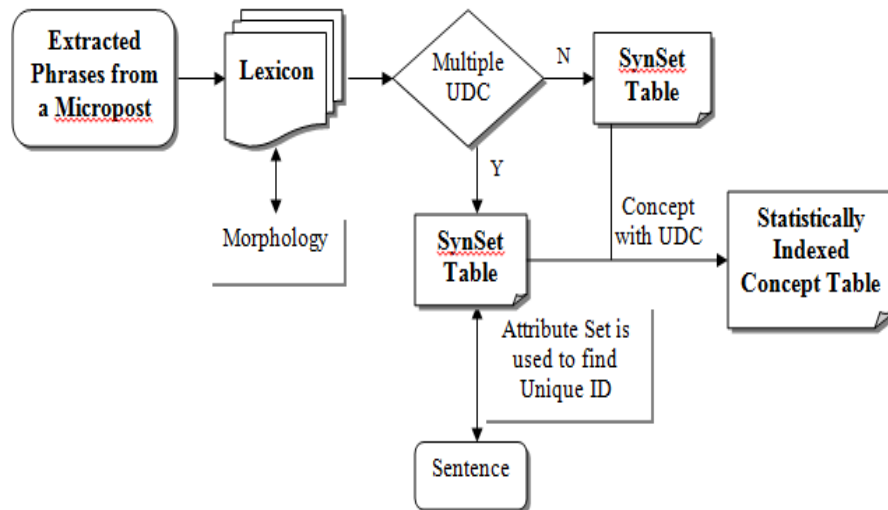 Extracted
Phrases from
a Micropost
Lexicon
Morphology
Multiple
UDC
N
Y
SynSet
Table
SynSet
Table
Concept
with UDC
Statistically
Indexed
Concept Table
Attribute Set is
used to find
Unique ID
Sentence